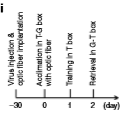 i
Virus injection &
optic fiber implantation
Acclimation in T-G box
with optic fiber
Training in T box
Retrieval in G-T box
-30 0 1 2 (day)